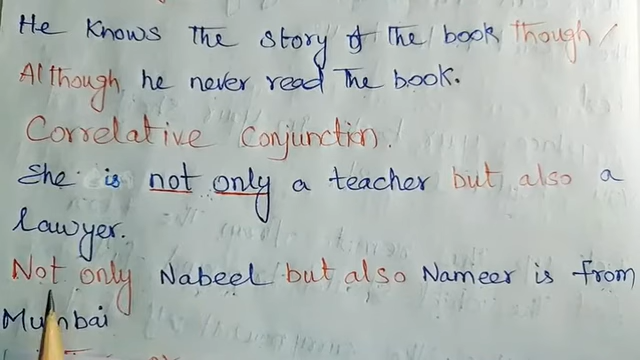 He knows the story of the book though/
Although he never read the book.
Correlative Conjunction.
She is not only a teacher but also a
lawyer.
Not only Nabeel but also Nameer is from
Mumbai